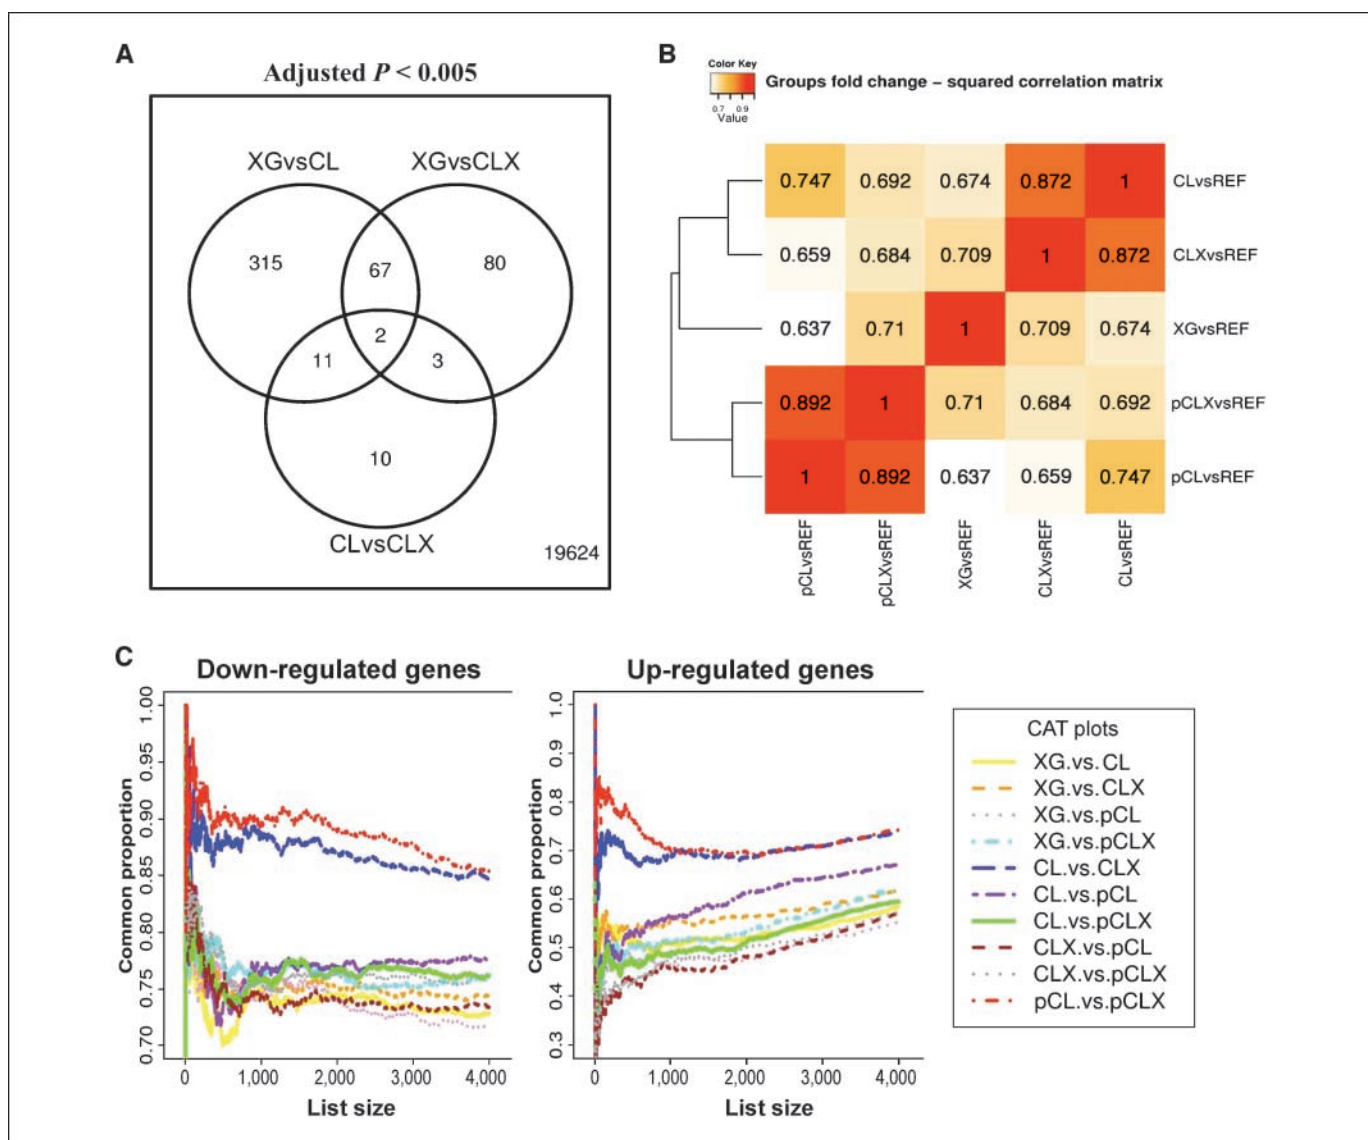 A
Adjusted P < 0.005
XGvsCL
XGvsCLX
315
67
80
2
11
3
10
CLvsCLX
19624
B
Color Key
0.7 0.9
Value
Groups fold change – squared correlation matrix
0.747 0.692 0.674 0.872 1 CLvsREF
0.659 0.684 0.709 1 0.872 CLXvsREF
0.637 0.71 1 0.709 0.674 XGvsREF
0.892 1 0.71 0.684 0.692 pCLXvsREF
1 0.892 0.637 0.659 0.747 pCLvsREF
pCLvsREF
pCLXvsREF
XGvsREF
CLXvsREF
CLvsREF
C
Down-regulated genes
Common proportion
1.00
0.95
0.90
0.85
0.80
0.75
0.70
0 1,000 2,000 3,000 4,000
List size
Up-regulated genes
Common proportion
1.0
0.9
0.8
0.7
0.6
0.5
0.4
0.3
0 1,000 2,000 3,000 4,000
List size
CAT plots
XG.vs.CL
XG.vs.CLX
XG.vs.pCL
XG.vs.pCLX
CL.vs.CLX
CL.vs.pCL
CL.vs.pCLX
CLX.vs.pCL
CLX.vs.pCLX
pCL.vs.pCLX